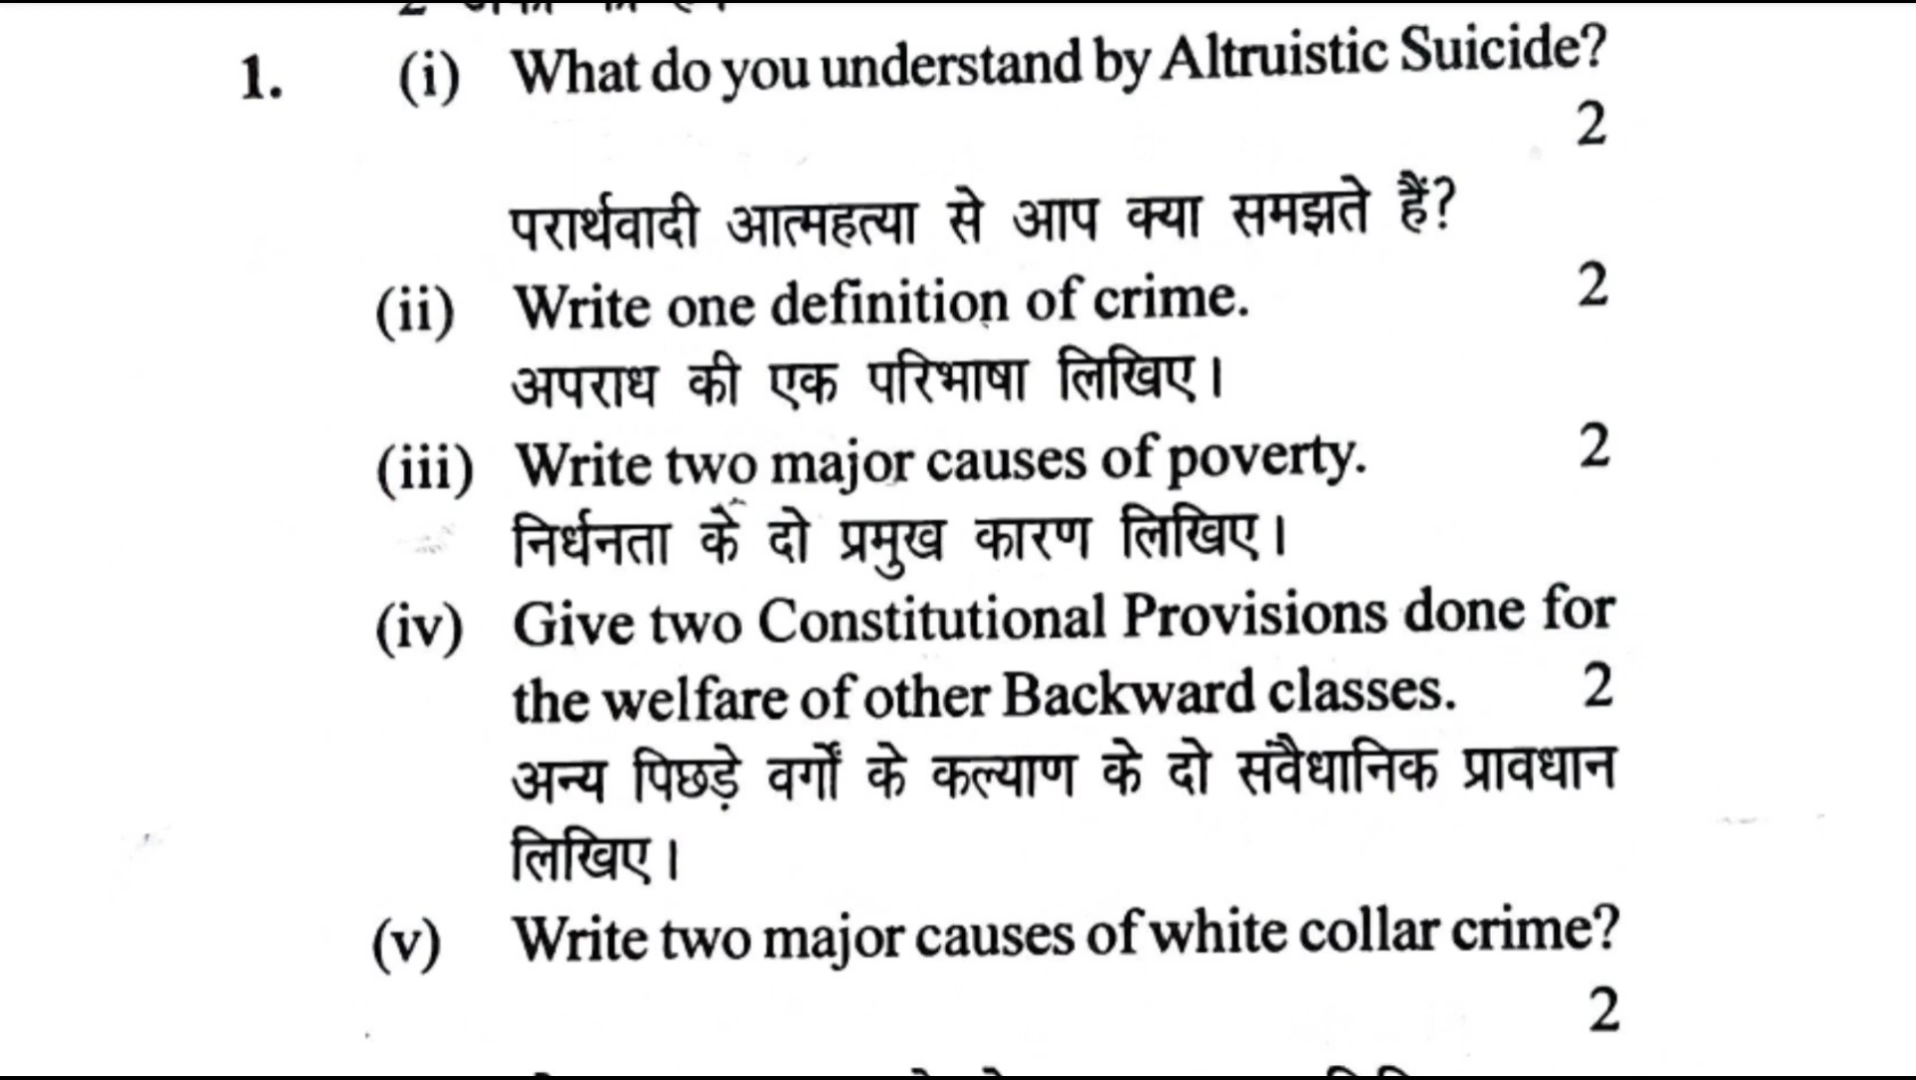 1. (i) What do you understand by Altruistic Suicide?
2
परार्थवादी आत्महत्या से आप क्या समझते हैं?
(ii) Write one definition of crime. 2
अपराध की एक परिभाषा लिखिए।
(iii) Write two major causes of poverty. 2
निर्धनता के दो प्रमुख कारण लिखिए।
(iv) Give two Constitutional Provisions done for
the welfare of other Backward classes. 2
अन्य पिछड़े वर्गों के कल्याण के दो संवैधानिक प्रावधान
लिखिए।
(v) Write two major causes of white collar crime?
2